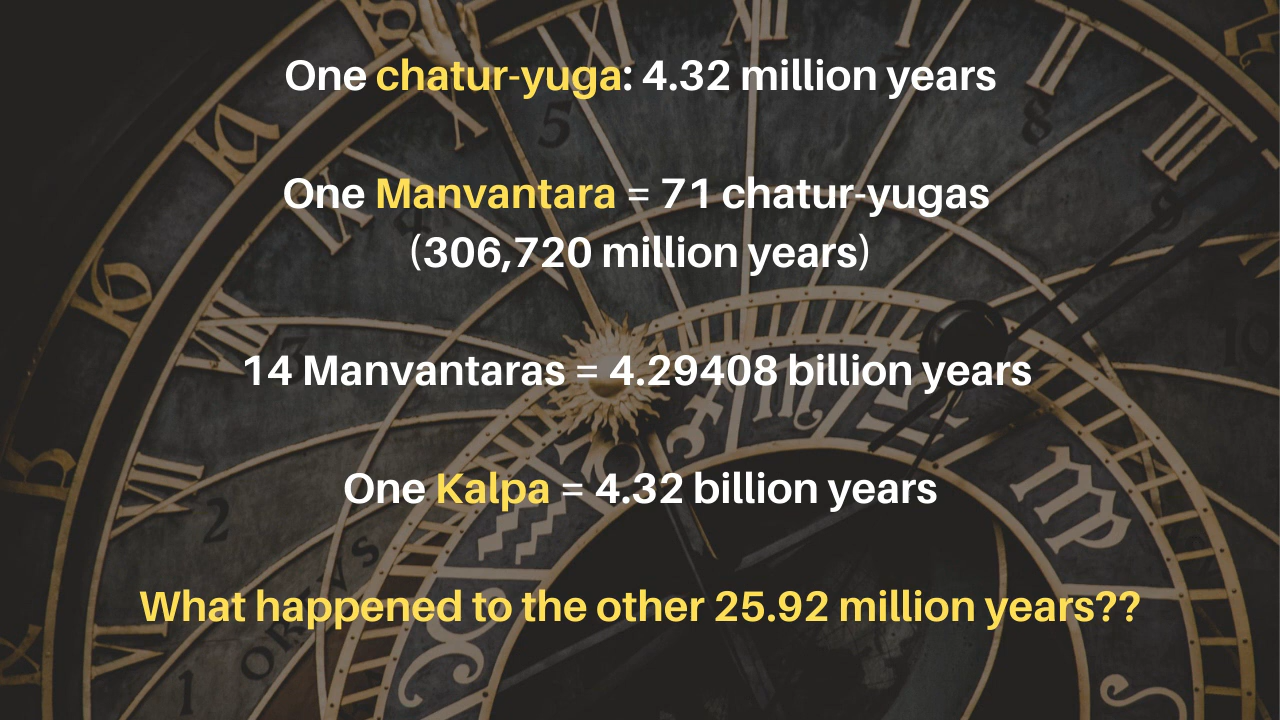 One chatur-yuga: 4.32 million years
One Manvantara = 71 chatur-yugas
(306,720 million years)
14 Manvantaras = 4.29408 billion years
One Kalpa = 4.32 billion years
What happened to the other 25.92 million years??